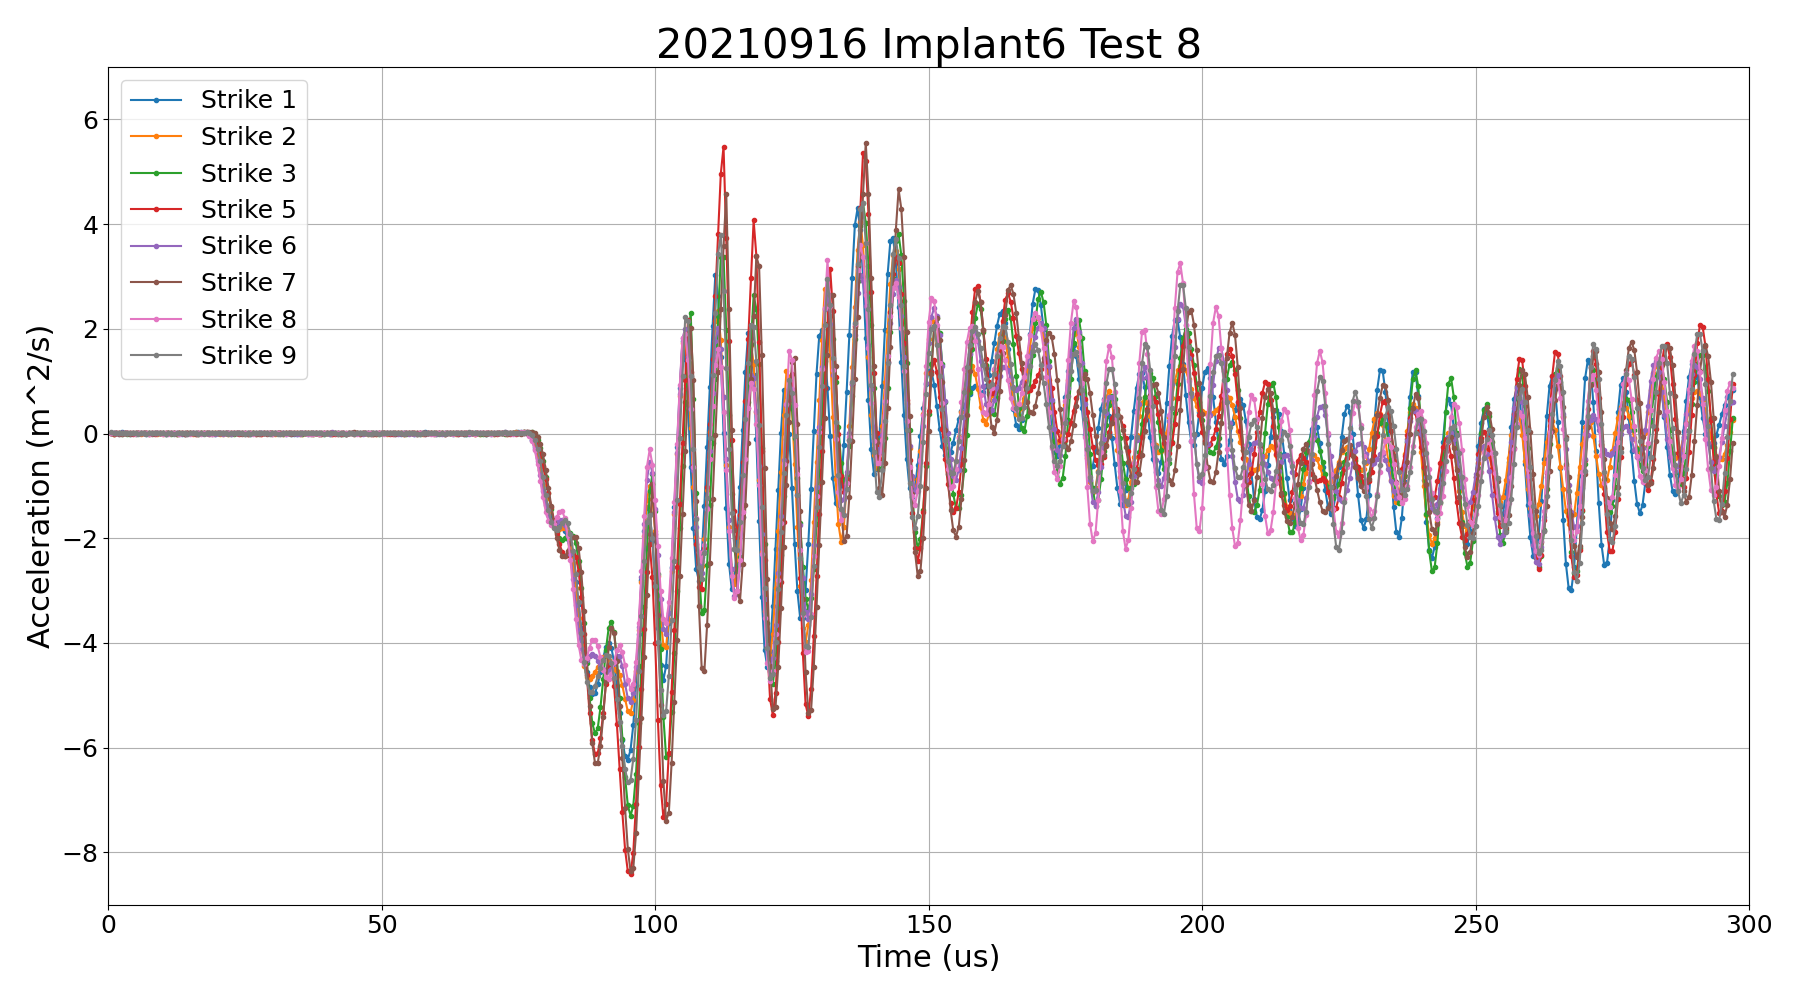 20210916 Implant6 Test 8
Strike 1
Strike 2
Strike 3
Strike 5
Strike 6
Strike 7
Strike 8
Strike 9
Acceleration (m^2/s)
6
4
2
0
−2
−4
−6
−8
0 50 100 150 200 250 300
Time (us)